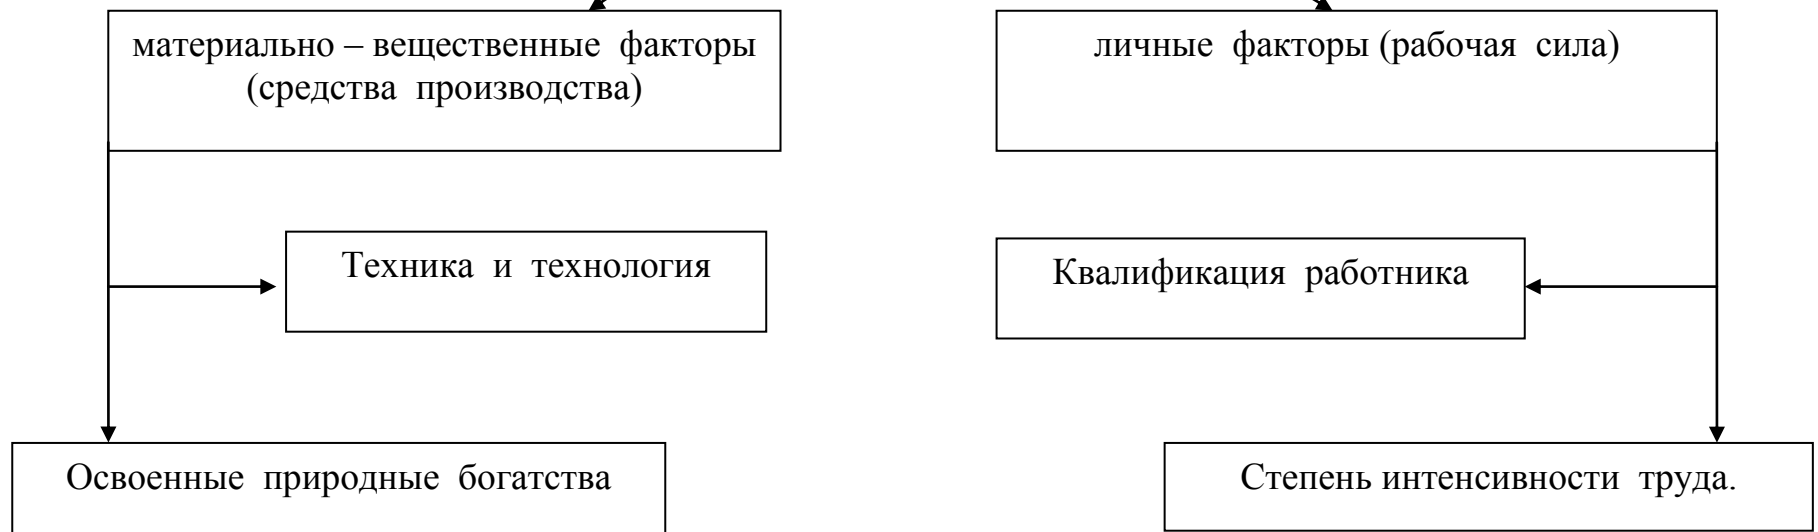 материально – вещественные факторы
(средства производства)
личные факторы (рабочая сила)
Техника и технология
Квалификация работника
Освоенные природные богатства
Степень интенсивности труда.